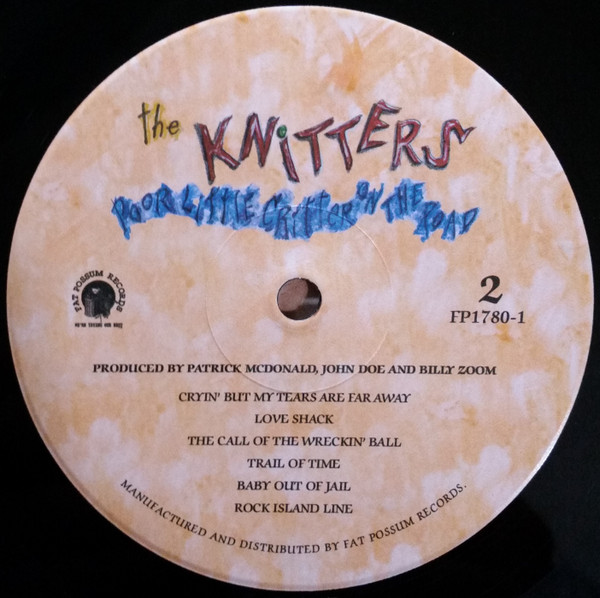 the KNiTTERS
POOR LITTLE CRITTER ON THE ROAD
FAT POSSUM RECORDS
2
FP1780-1
PRODUCED BY PATRICK MCDONALD, JOHN DOE AND BILLY ZOOM
CRYIN' BUT MY TEARS ARE FAR AWAY
LOVE SHACK
THE CALL OF THE WRECKIN' BALL
TRAIL OF TIME
BABY OUT OF JAIL
ROCK ISLAND LINE
MANUFACTURED AND DISTRIBUTED BY FAT POSSUM RECORDS.